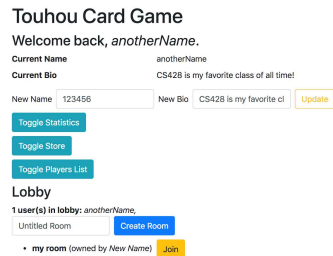 Touhou Card Game
Welcome back, anotherName.
Current Name anotherName
Current Bio CS428 is my favorite class of all time!
New Name 123456 New Bio CS428 is my favorite cl Update
Toggle Statistics
Toggle Store
Toggle Players List
Lobby
1 user(s) in lobby: anotherName,
Untitled Room Create Room
my room (owned by New Name) Join